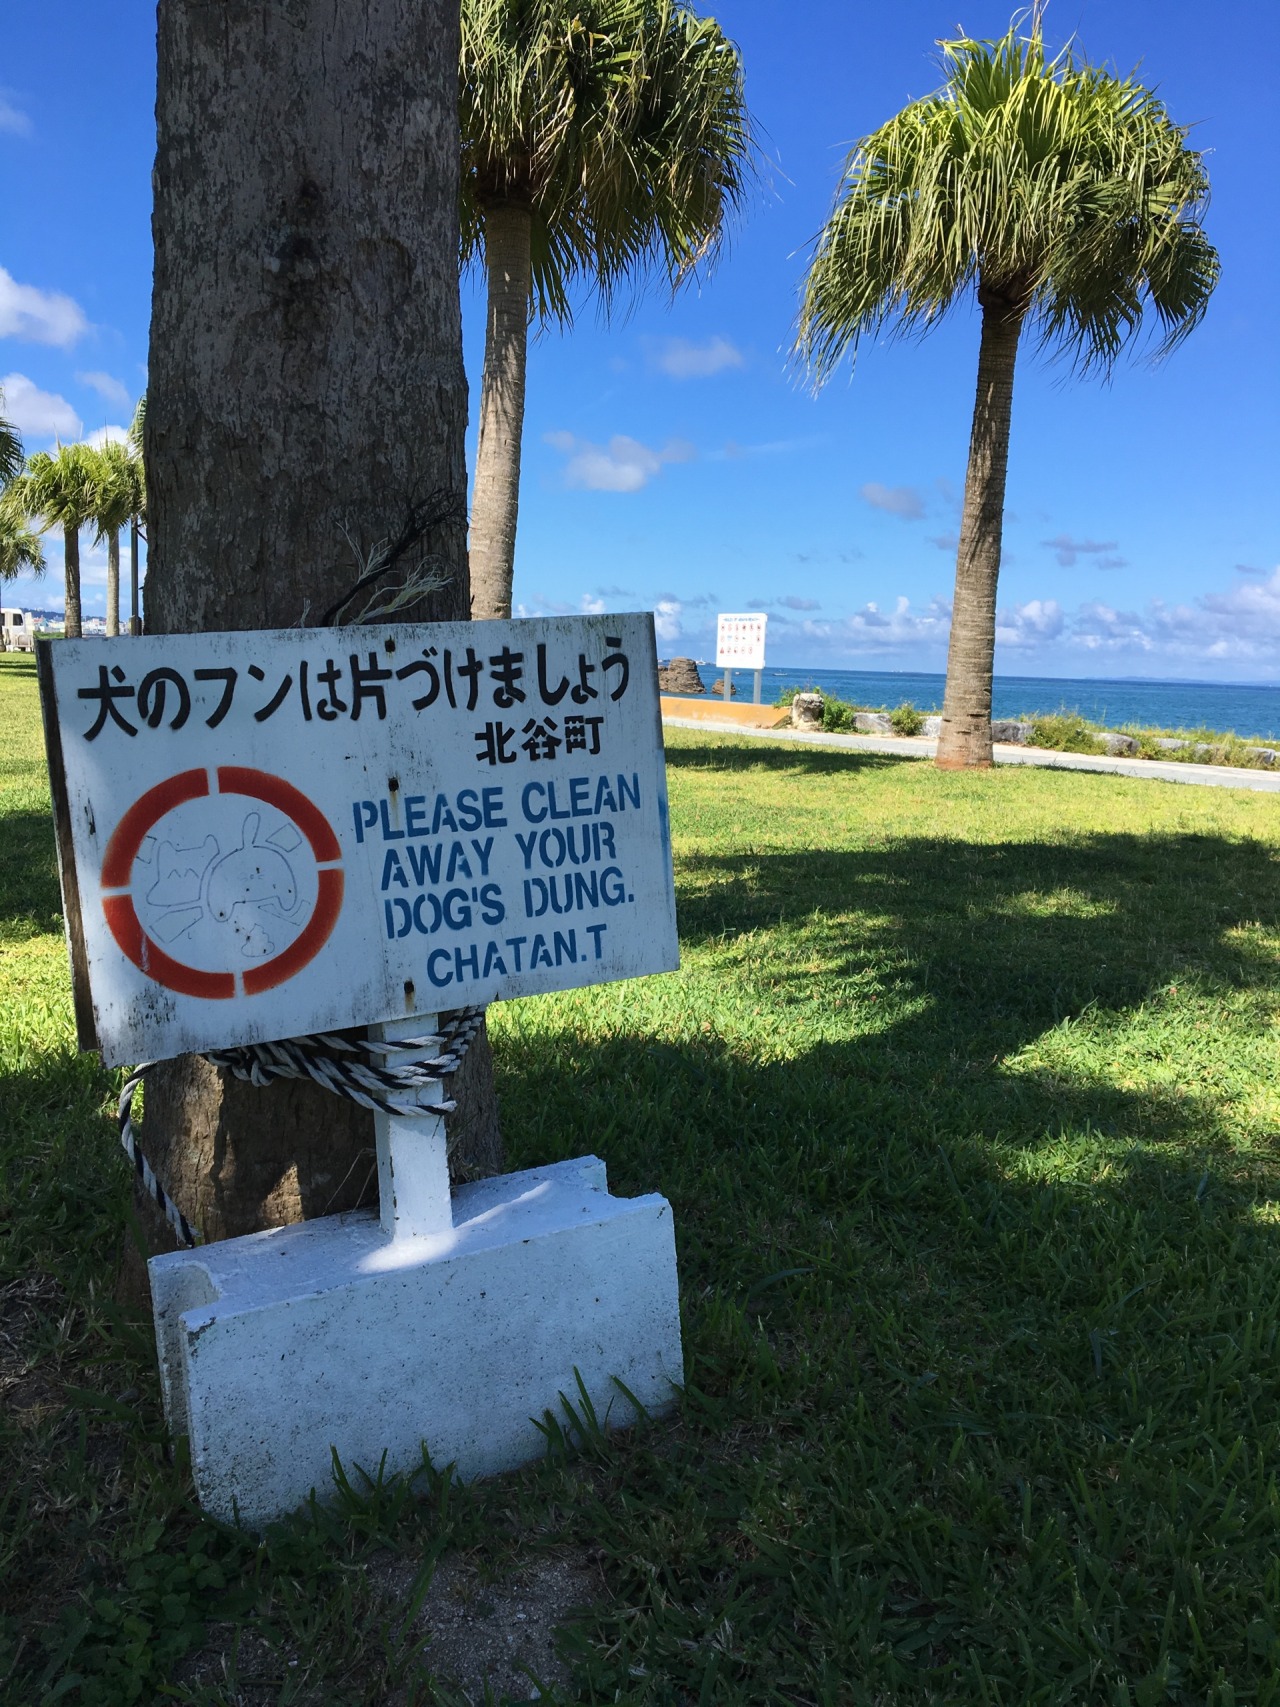 犬のフンは片づけましょう
北谷町
PLEASE CLEAN
AWAY YOUR
DOG'S DUNG.
CHATAN.T